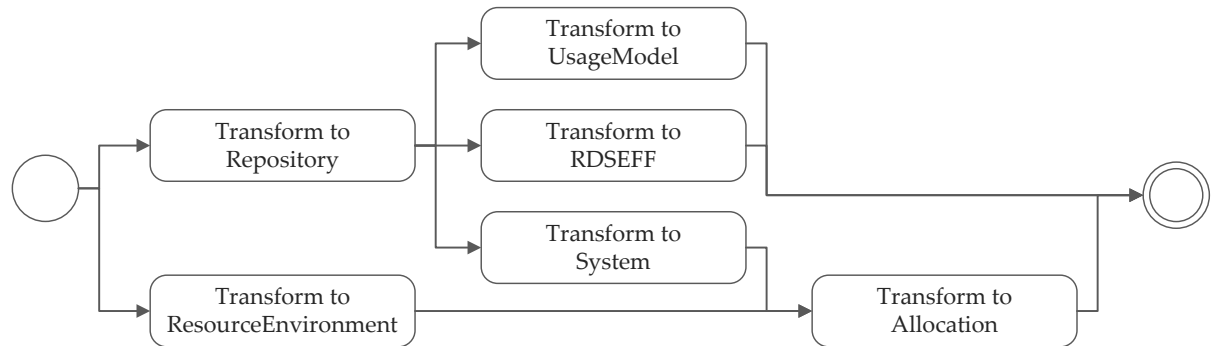 Transform to
UsageModel
Transform to
Repository
Transform to
RDSEFF
Transform to
System
Transform to
ResourceEnvironment
Transform to
Allocation